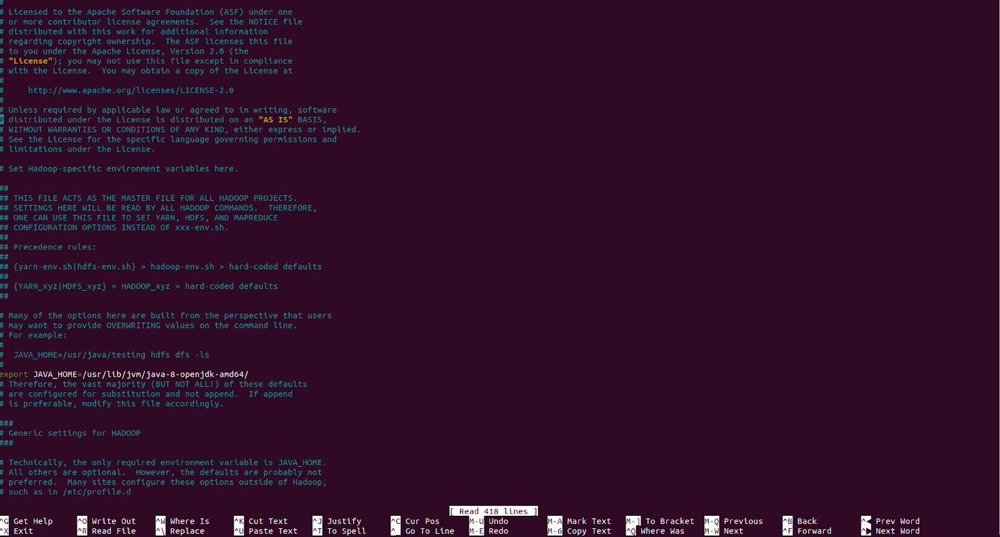 #
# Licensed to the Apache Software Foundation (ASF) under one
# or more contributor license agreements.  See the NOTICE file
# distributed with this work for additional information
# regarding copyright ownership.  The ASF licenses this file
# to you under the Apache License, Version 2.0 (the
# "License"); you may not use this file except in compliance
# with the License.  You may obtain a copy of the License at
#
#     http://www.apache.org/licenses/LICENSE-2.0
#
# Unless required by applicable law or agreed to in writing, software
# distributed under the License is distributed on an "AS IS" BASIS,
# WITHOUT WARRANTIES OR CONDITIONS OF ANY KIND, either express or implied.
# See the License for the specific language governing permissions and
# limitations under the License.

# Set Hadoop-specific environment variables here.

##
## THIS FILE ACTS AS THE MASTER FILE FOR ALL HADOOP PROJECTS.
## SETTINGS HERE WILL BE READ BY ALL HADOOP COMMANDS.  THEREFORE,
## ONE CAN USE THIS FILE TO SET YARN, HDFS, AND MAPREDUCE
## CONFIGURATION OPTIONS INSTEAD OF xxx-env.sh.
##
## Precedence rules:
##
## {yarn-env.sh|hdfs-env.sh} > hadoop-env.sh > hard-coded defaults
##
## {YARN_xyz|HDFS_xyz} > HADOOP_xyz > hard-coded defaults
##

# Many of the options here are built from the perspective that users
# may want to provide OVERWRITING values on the command line.
# For example:
#
#  JAVA_HOME=/usr/java/testing hdfs dfs -ls
#
export JAVA_HOME=/usr/lib/jvm/java-8-openjdk-amd64/
# Therefore, the vast majority (BUT NOT ALL!) of these defaults
# are configured for substitution and not append.  If append
# is preferable, modify this file accordingly.

###
# Generic settings for HADOOP
###

# Technically, the only required environment variable is JAVA_HOME.
# All others are optional.  However, the defaults are probably not
# preferred.  Many sites configure these options outside of Hadoop,
# such as in /etc/profile.d

[ Read 418 lines ]
^G Get Help ^O Write Out ^W Where Is ^K Cut Text ^J Justify ^C Cur Pos M-U Undo M-A Mark Text M-] To Bracket M-Q Previous ^B Back ^◀ Prev Word
^X Exit ^R Read File ^\ Replace ^U Paste Text ^T To Spell ^_ Go To Line M-E Redo M-6 Copy Text ^Q Where Was M-W Next ^F Forward ^▶ Next Word